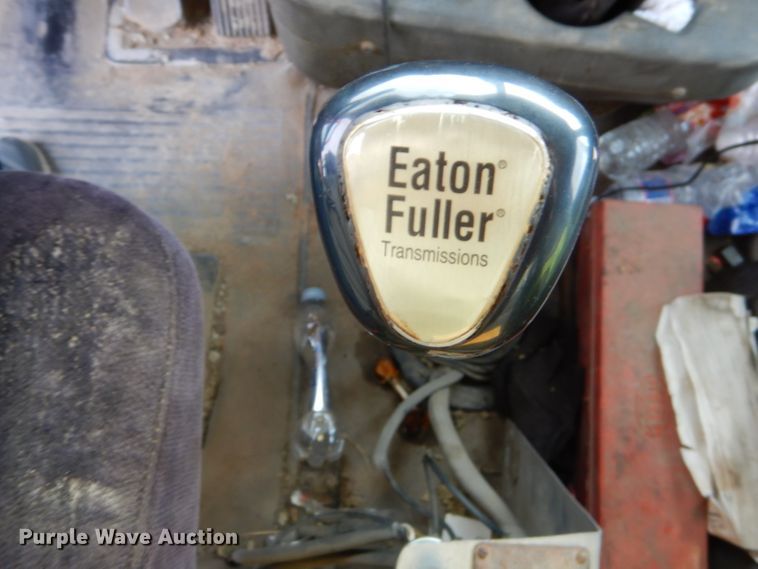 Eaton®
Fuller®
Transmissions
Purple Wave Auction®